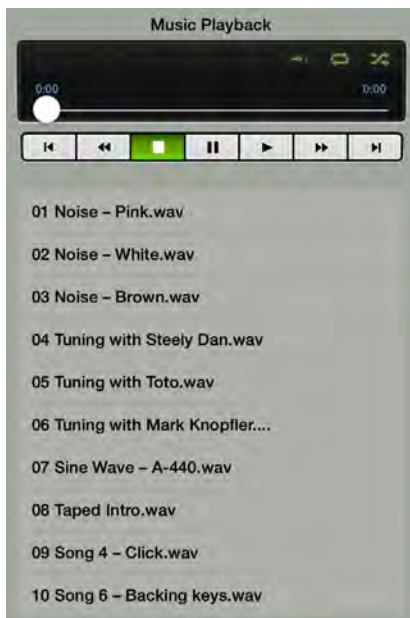 Music Playback
0:00 0:00
01 Noise – Pink.wav
02 Noise – White.wav
03 Noise – Brown.wav
04 Tuning with Steely Dan.wav
05 Tuning with Toto.wav
06 Tuning with Mark Knopfler....
07 Sine Wave – A-440.wav
08 Taped Intro.wav
09 Song 4 – Click.wav
10 Song 6 – Backing keys.wav